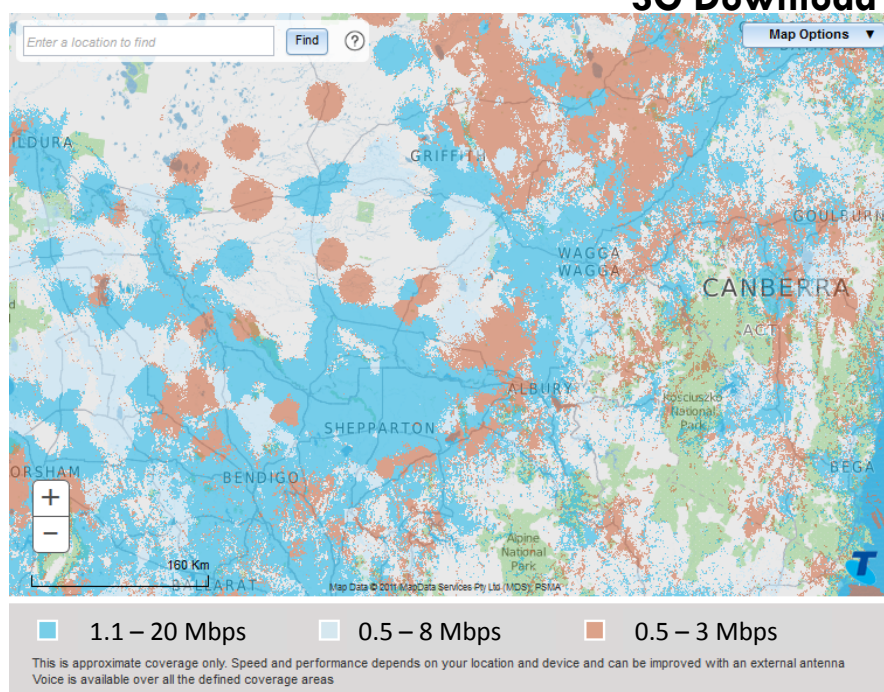 3G Download
Enter a location to find
Find
?
Map Options ▼
ILDURA
GRIFFITH
GOULBURN
WAGGA
WAGGA
CANBERRA
ACT
ALBURY
Kosciuszko
National
Park
SHEPPARTON
ORSHAM
BENDIGO
BEGA
+
−
Alpine
National
Park
160 Km
BALLARAT
Map Data © 2011 MapData Services Pty Ltd (MDS), PSMA
T
1.1 – 20 Mbps
0.5 – 8 Mbps
0.5 – 3 Mbps
This is approximate coverage only. Speed and performance depends on your location and device and can be improved with an external antenna
Voice is available over all the defined coverage areas